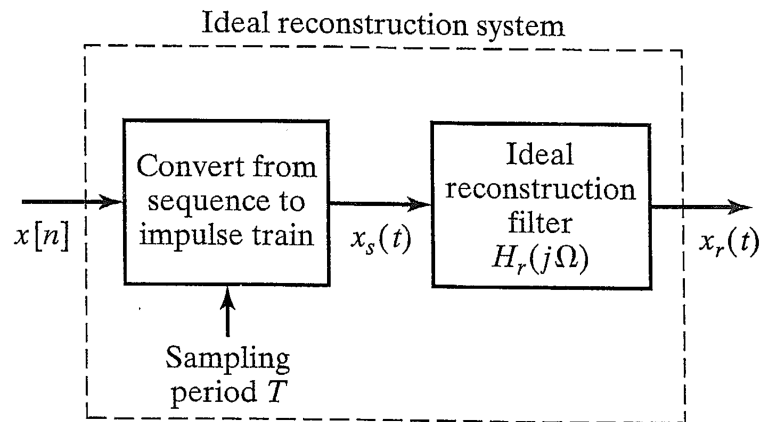 Ideal reconstruction system
Convert from
sequence to
impulse train
Ideal
reconstruction
filter
H_r(jΩ)
x[n]
x_s(t)
x_r(t)
Sampling
period T